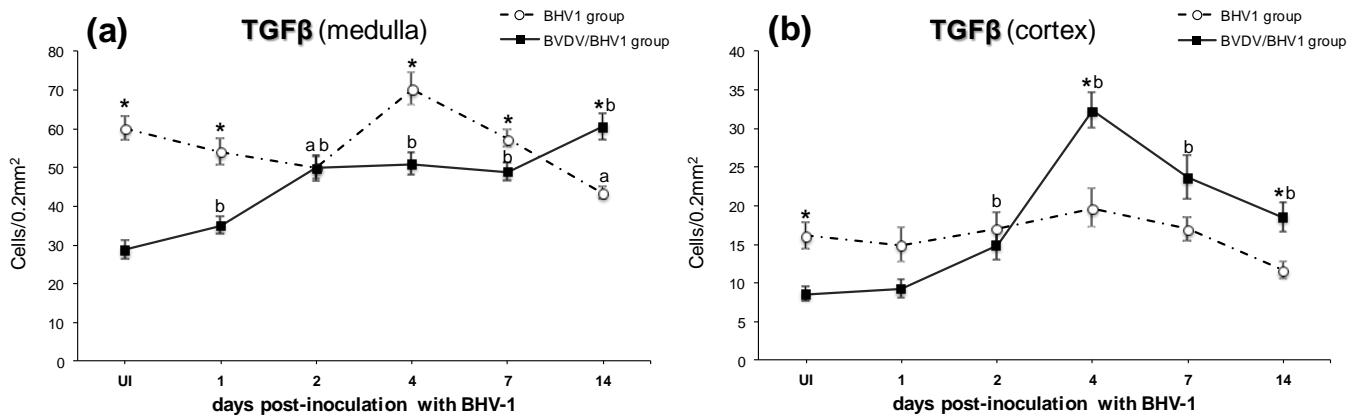 (a)
TGFβ (medulla)
BHV1 group
BVDV/BHV1 group
Cells/0.2mm²
80
70
60
50
40
30
20
10
0
*
*
b
a b
*
b
*
b
*b
a
UI 1 2 4 7 14
days post-inoculation with BHV-1
(b)
TGFβ (cortex)
BHV1 group
BVDV/BHV1 group
Cells/0.2mm²
40
35
30
25
20
15
10
5
0
*
b
*b
b
*b
UI 1 2 4 7 14
days post-inoculation with BHV-1